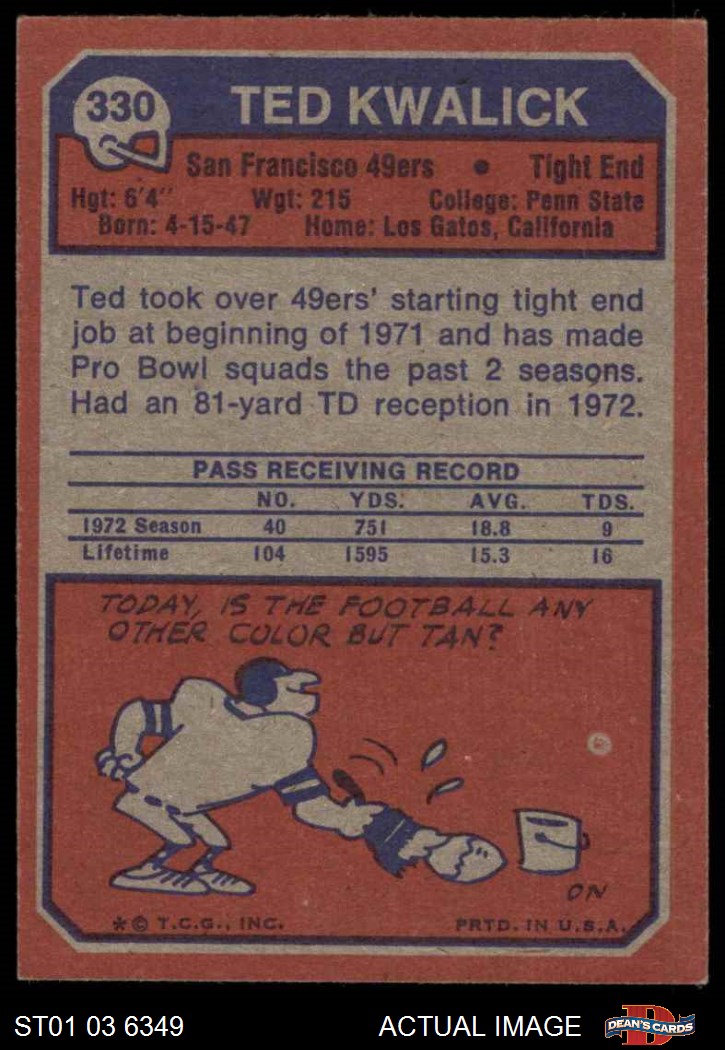 330
TED KWALICK
San Francisco 49ers • Tight End
Hgt: 6'4" Wgt: 215 College: Penn State
Born: 4-15-47 Home: Los Gatos, California
Ted took over 49ers' starting tight end
job at beginning of 1971 and has made
Pro Bowl squads the past 2 seasons.
Had an 81-yard TD reception in 1972.
PASS RECEIVING RECORD
NO. YDS. AVG. TDS.
1972 Season 40 751 18.8 9
Lifetime 104 1595 15.3 16
TODAY, IS THE FOOTBALL ANY
OTHER COLOR BUT TAN?
ON
* © T.C.G., INC. PRTD. IN U.S.A.
ST01 03 6349 ACTUAL IMAGE
D
DEAN'S CARDS